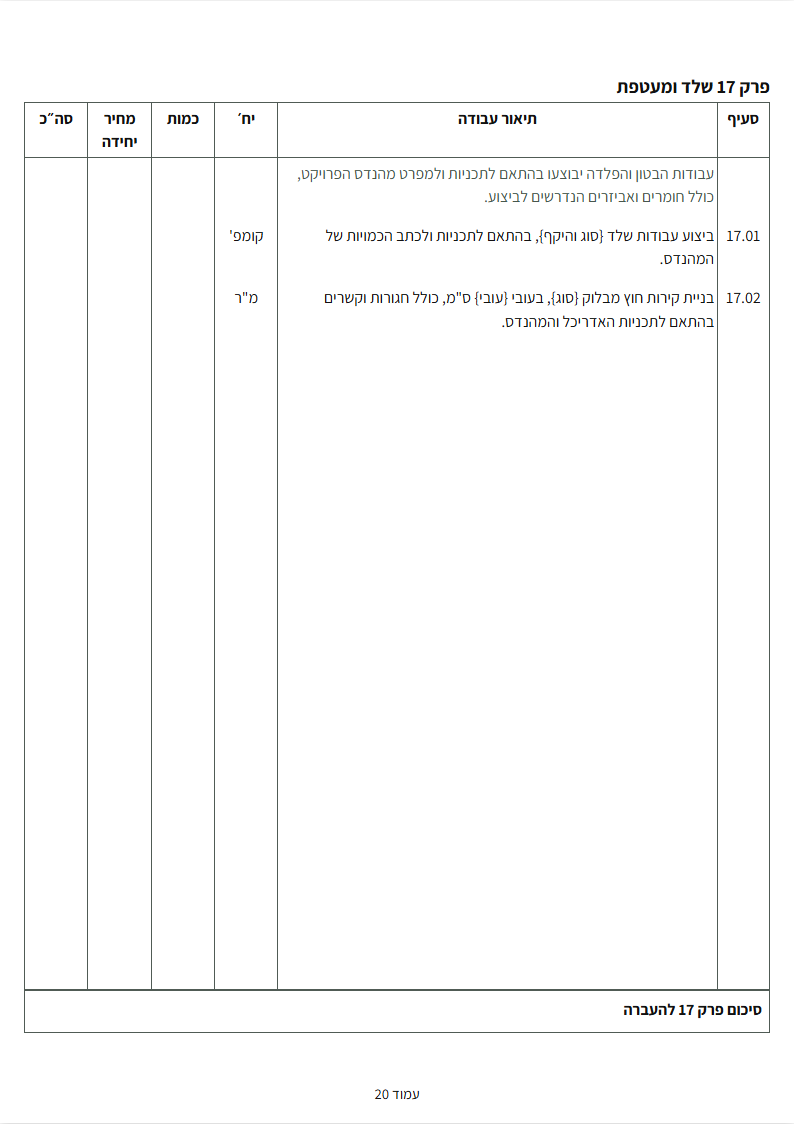 פרק 17 שלד ומעטפת
סעיף תיאור עבודה יח׳ כמות מחיר יחידה סה״כ
עבודות הבטון והפלדה יבוצעו בהתאם לתכניות ולמפרט מהנדס הפרויקט,
כולל חומרים ואביזרים הנדרשים לביצוע.
17.01 ביצוע עבודות שלד {סוג והיקף}, בהתאם לתכניות ולכתב הכמויות של קומפ'
המהנדס.
17.02 בניית קירות חוץ מבלוק {סוג}, בעובי {עובי} ס"מ, כולל חגורות וקשרים מ"ר
בהתאם לתכניות האדריכל והמהנדס.
סיכום פרק 17 להעברה
עמוד 20